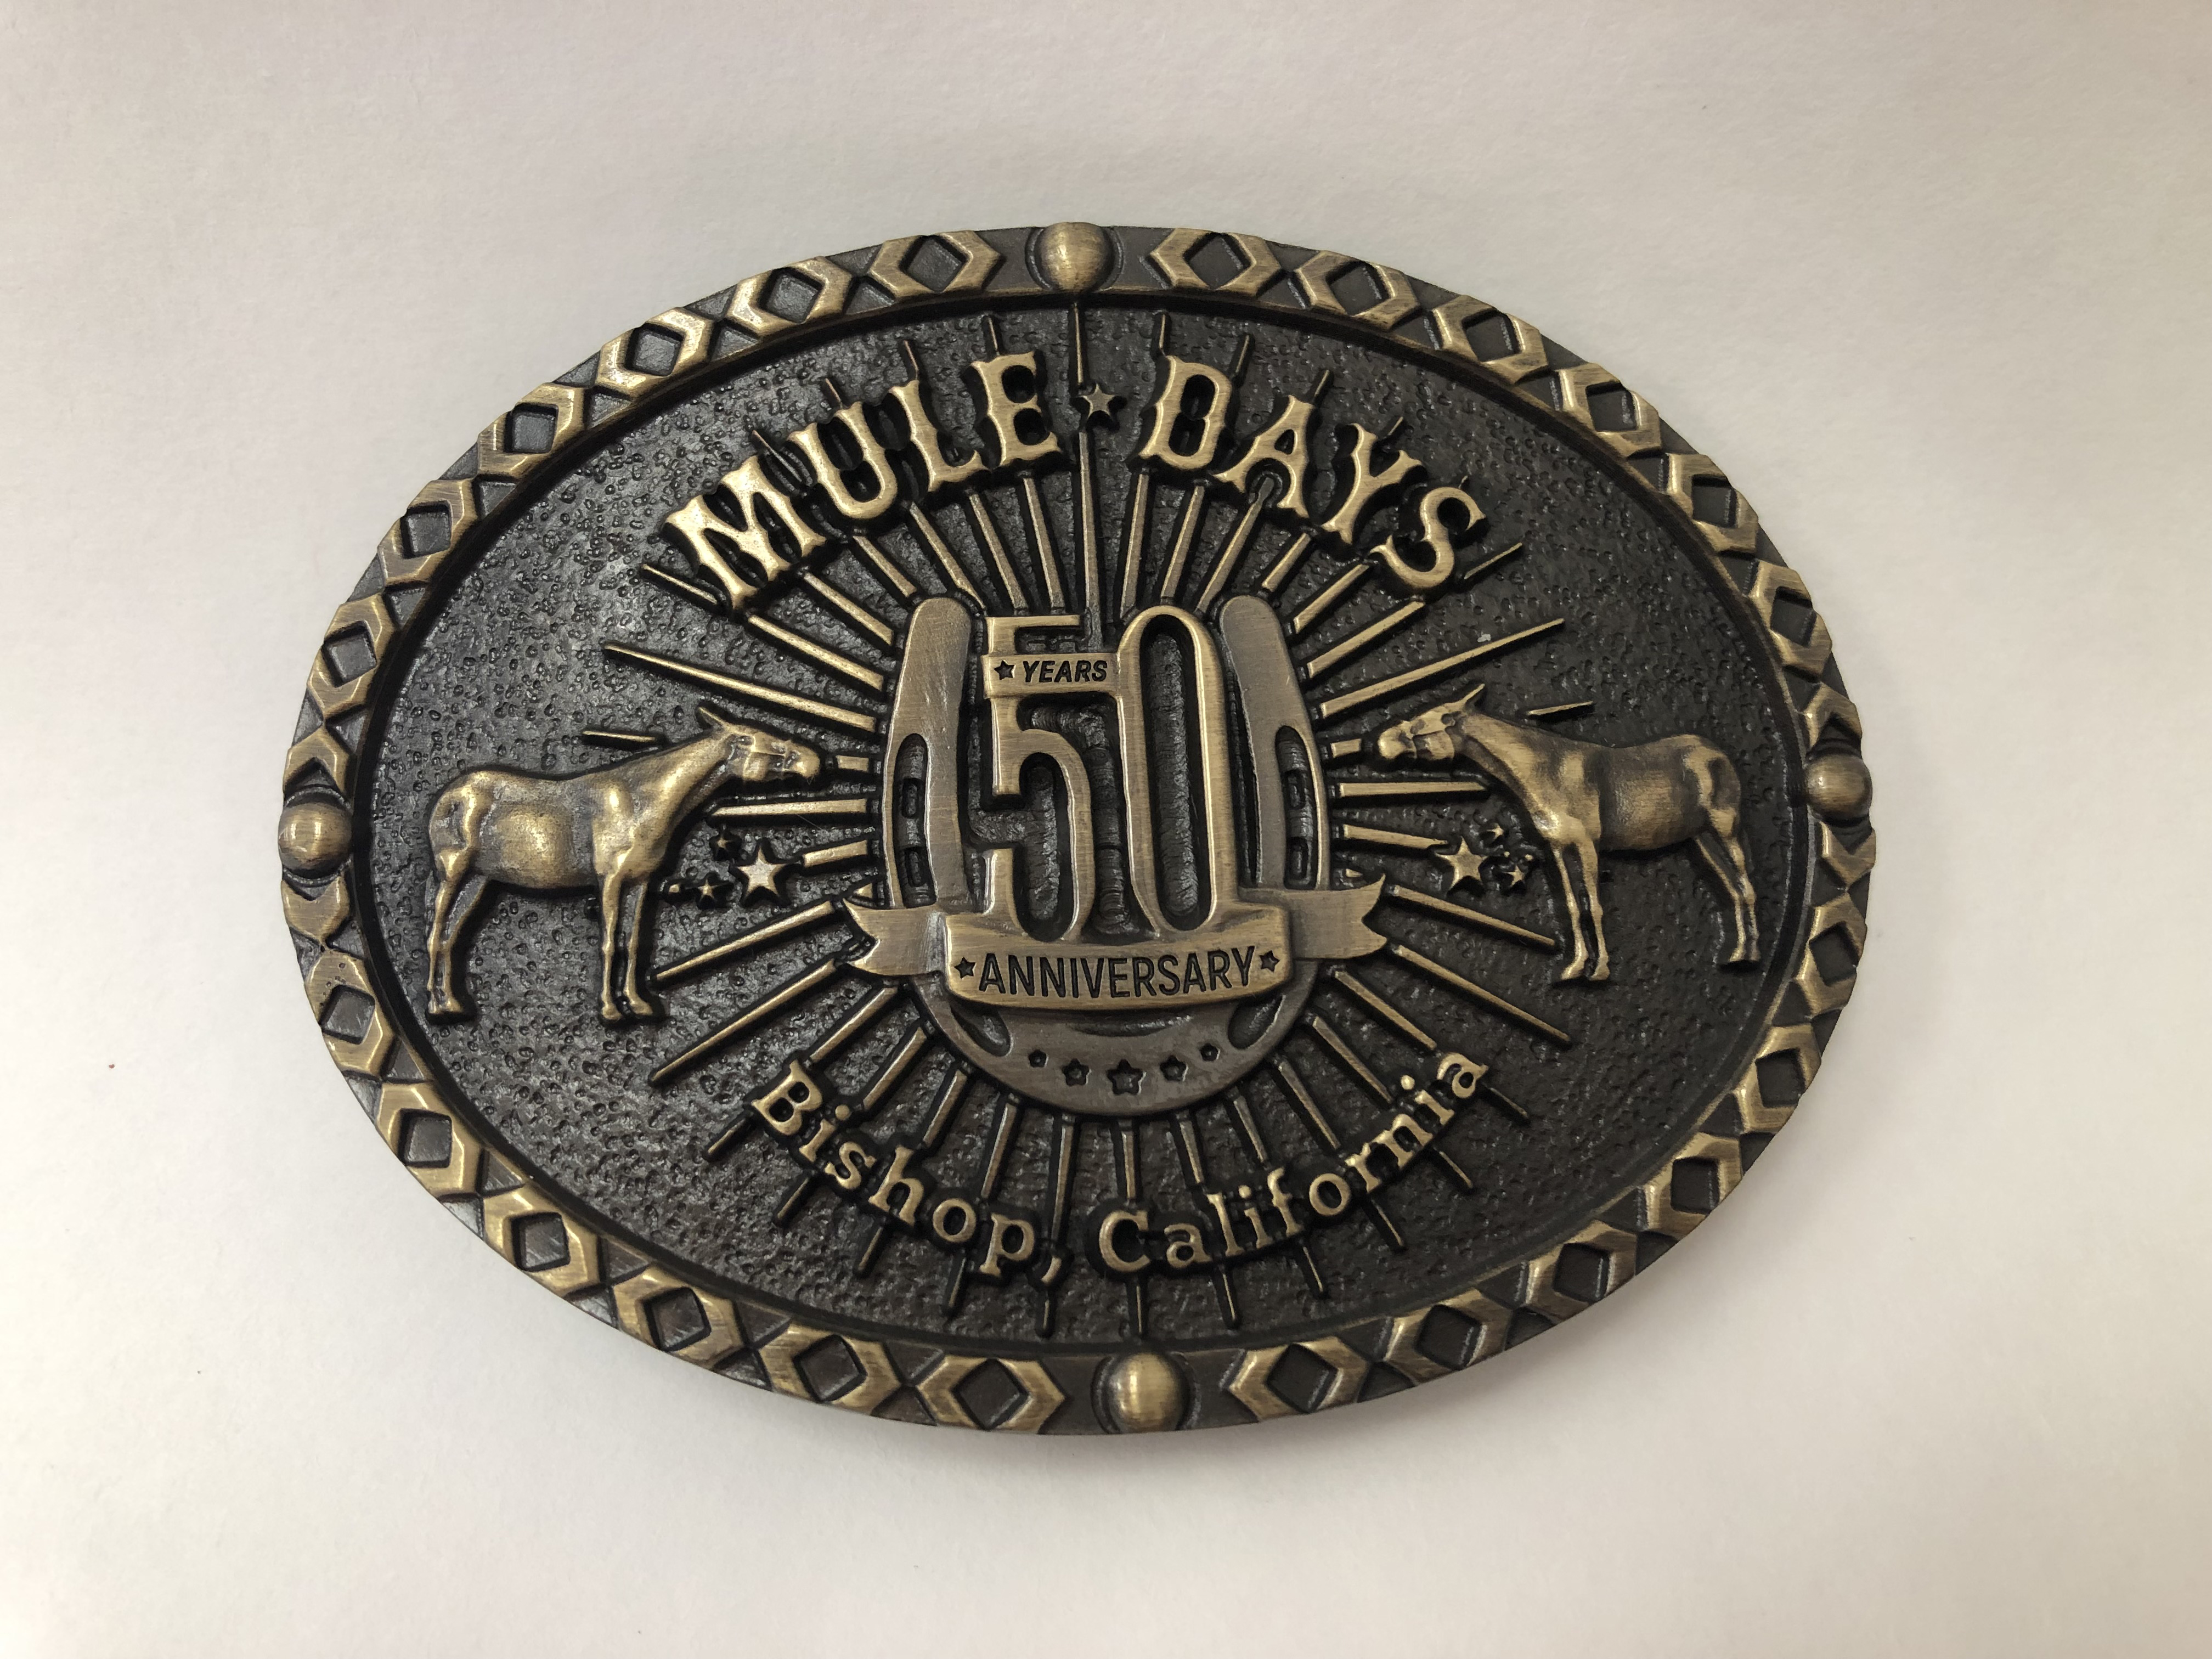 MULE DAYS
YEARS
50
ANNIVERSARY
Bishop, California